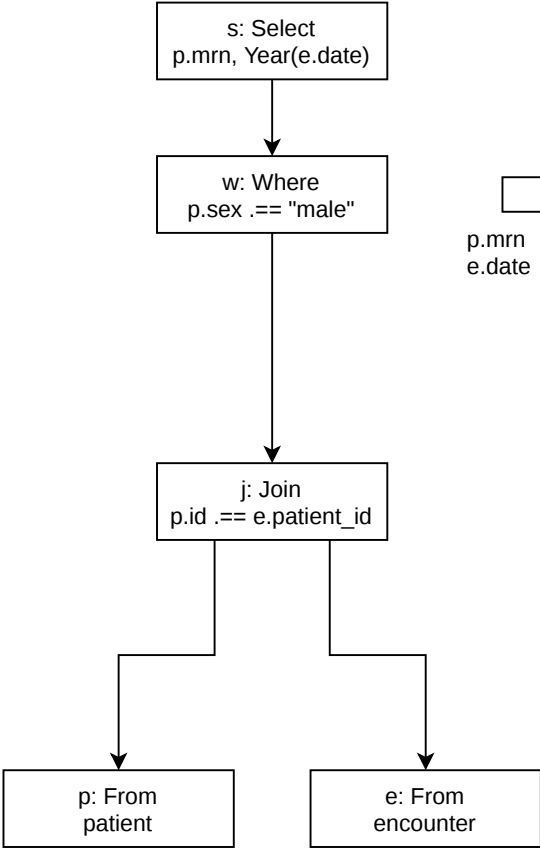 s: Select
p.mrn, Year(e.date)
w: Where
p.sex .== "male"
p.mrn
e.date
j: Join
p.id .== e.patient_id
p: From
patient
e: From
encounter